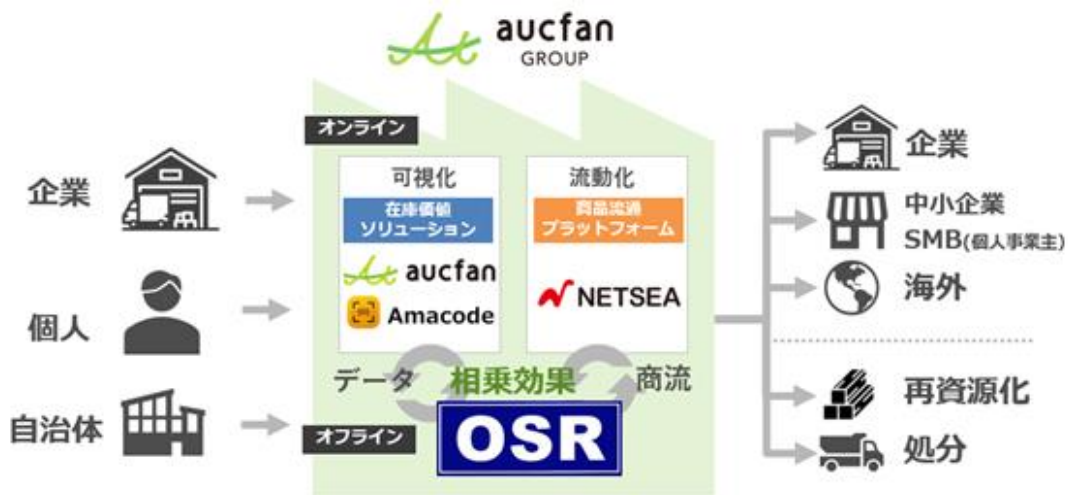 aucfan
GROUP
オンライン
企業
個人
自治体
可視化
在庫価値
ソリューション
aucfan
Amacode
流動化
商品流通
プラットフォーム
NETSEA
データ
相乗効果
商流
オフライン
OSR
企業
中小企業
SMB(個人事業主)
海外
再資源化
処分